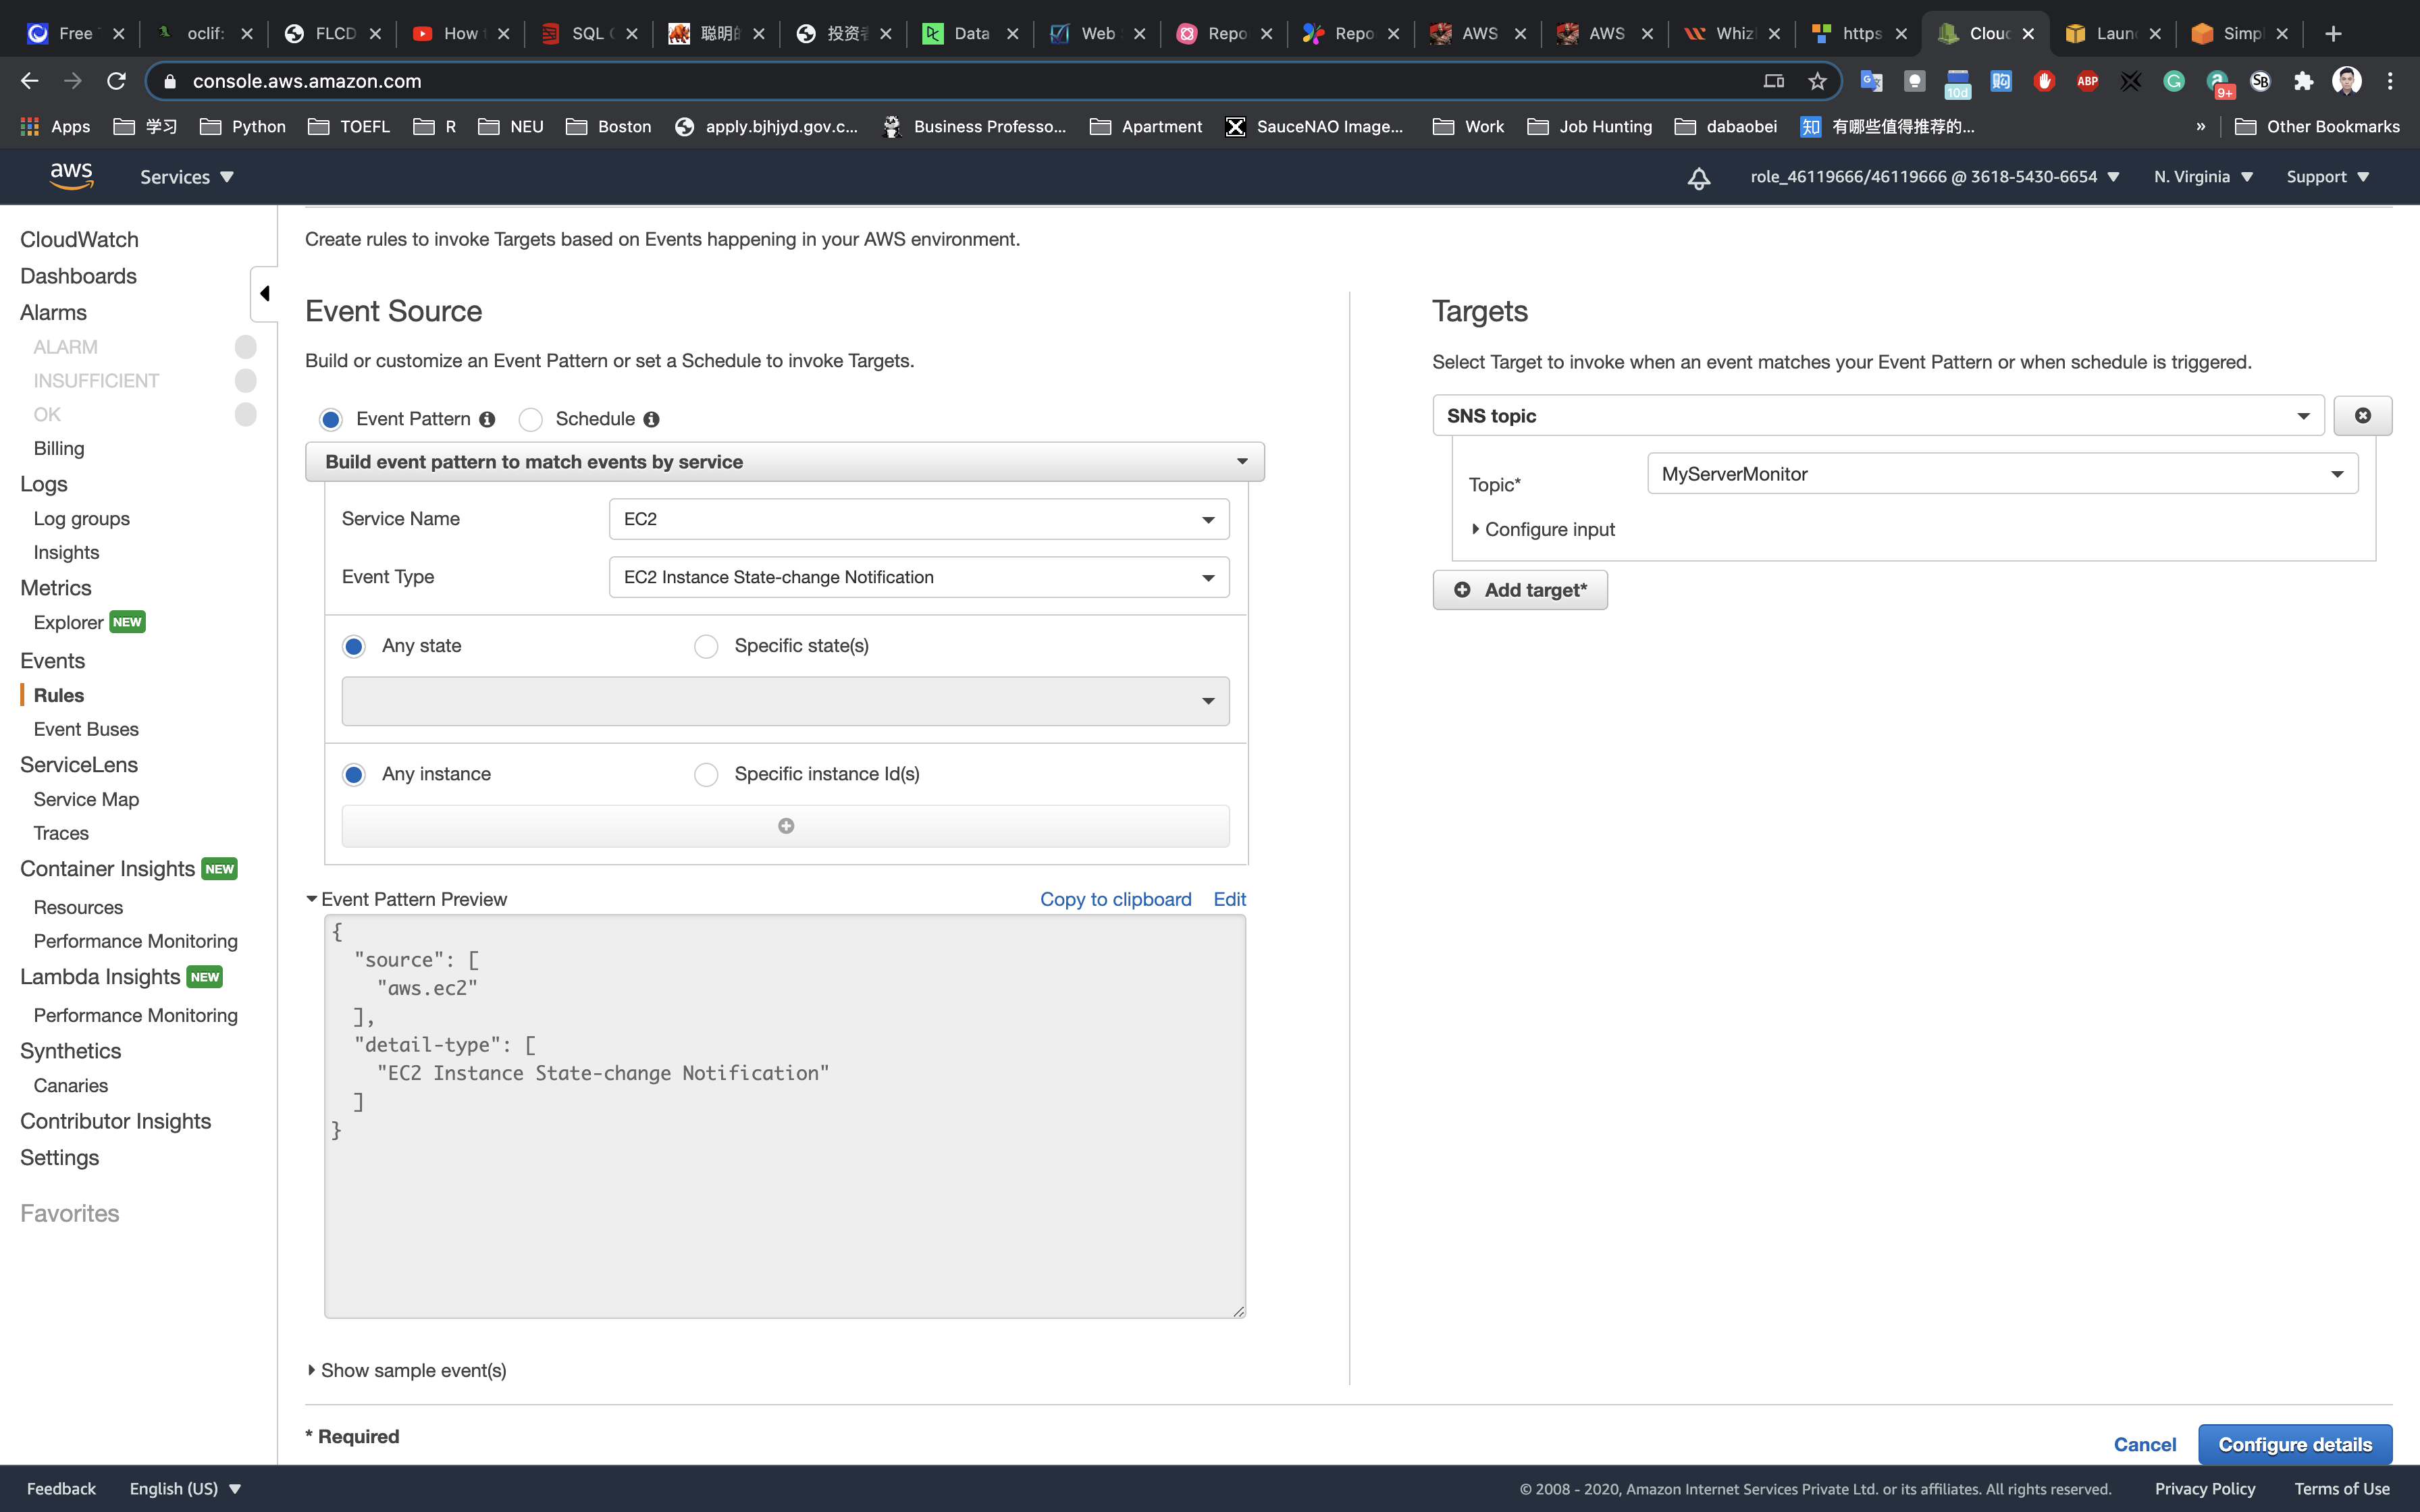 Free
oclif:
FLCD
How
SQL
聪明的
投资者
Data
Web
Repo
Repo
AWS
AWS
Whiz
https
Cloud
Laun
Simpl
console.aws.amazon.com
10d
ABP
9+
SB
Apps
学习
Python
TOEFL
R
NEU
Boston
apply.bjhjyd.gov.c...
Business Professo...
Apartment
SauceNAO Image...
Work
Job Hunting
dabaobei
知 有哪些值得推荐的...
»
Other Bookmarks
aws
Services
role_46119666/46119666 @ 3618-5430-6654
N. Virginia
Support
CloudWatch
Dashboards
Alarms
ALARM
INSUFFICIENT
OK
Billing
Logs
Log groups
Insights
Metrics
Explorer NEW
Events
Rules
Event Buses
ServiceLens
Service Map
Traces
Container Insights NEW
Resources
Performance Monitoring
Lambda Insights NEW
Performance Monitoring
Synthetics
Canaries
Contributor Insights
Settings
Favorites
Create rules to invoke Targets based on Events happening in your AWS environment.
Event Source
Build or customize an Event Pattern or set a Schedule to invoke Targets.
Event Pattern
Schedule
Build event pattern to match events by service
Service Name
EC2
Event Type
EC2 Instance State-change Notification
Any state
Specific state(s)
Any instance
Specific instance Id(s)
Event Pattern Preview
Copy to clipboard
Edit
{
"source": [
"aws.ec2"
],
"detail-type": [
"EC2 Instance State-change Notification"
]
}
Show sample event(s)
* Required
Targets
Select Target to invoke when an event matches your Event Pattern or when schedule is triggered.
SNS topic
Topic*
MyServerMonitor
Configure input
Add target*
Cancel
Configure details
Feedback
English (US)
© 2008 - 2020, Amazon Internet Services Private Ltd. or its affiliates. All rights reserved.
Privacy Policy
Terms of Use